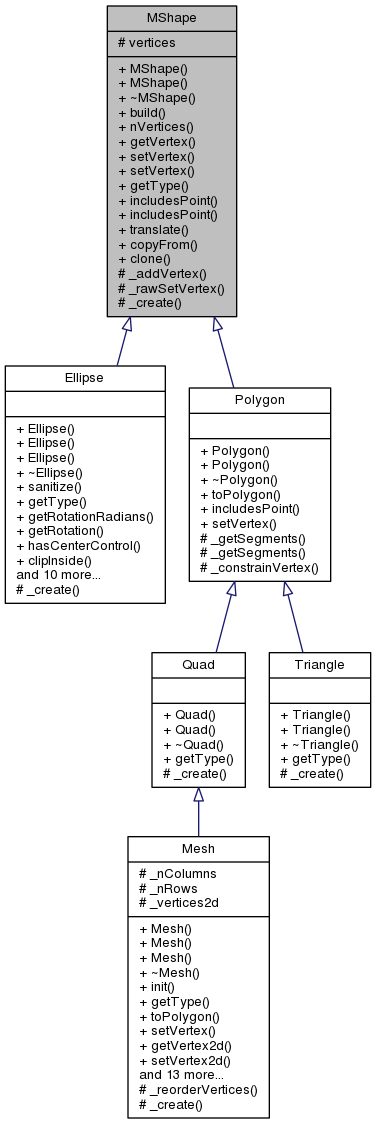 MShape
# vertices
+ MShape()
+ MShape()
+ ~MShape()
+ build()
+ nVertices()
+ getVertex()
+ setVertex()
+ setVertex()
+ getType()
+ includesPoint()
+ includesPoint()
+ translate()
+ copyFrom()
+ clone()
# _addVertex()
# _rawSetVertex()
# _create()
Ellipse
+ Ellipse()
+ Ellipse()
+ Ellipse()
+ ~Ellipse()
+ sanitize()
+ getType()
+ getRotationRadians()
+ getRotation()
+ hasCenterControl()
+ clipInside()
and 10 more...
# _create()
Polygon
+ Polygon()
+ Polygon()
+ ~Polygon()
+ toPolygon()
+ includesPoint()
+ setVertex()
# _getSegments()
# _getSegments()
# _constrainVertex()
Quad
+ Quad()
+ Quad()
+ ~Quad()
+ getType()
# _create()
Triangle
+ Triangle()
+ Triangle()
+ ~Triangle()
+ getType()
# _create()
Mesh
# _nColumns
# _nRows
# _vertices2d
+ Mesh()
+ Mesh()
+ Mesh()
+ ~Mesh()
+ init()
+ getType()
+ toPolygon()
+ setVertex()
+ getVertex2d()
+ setVertex2d()
and 13 more...
# _reorderVertices()
# _create()